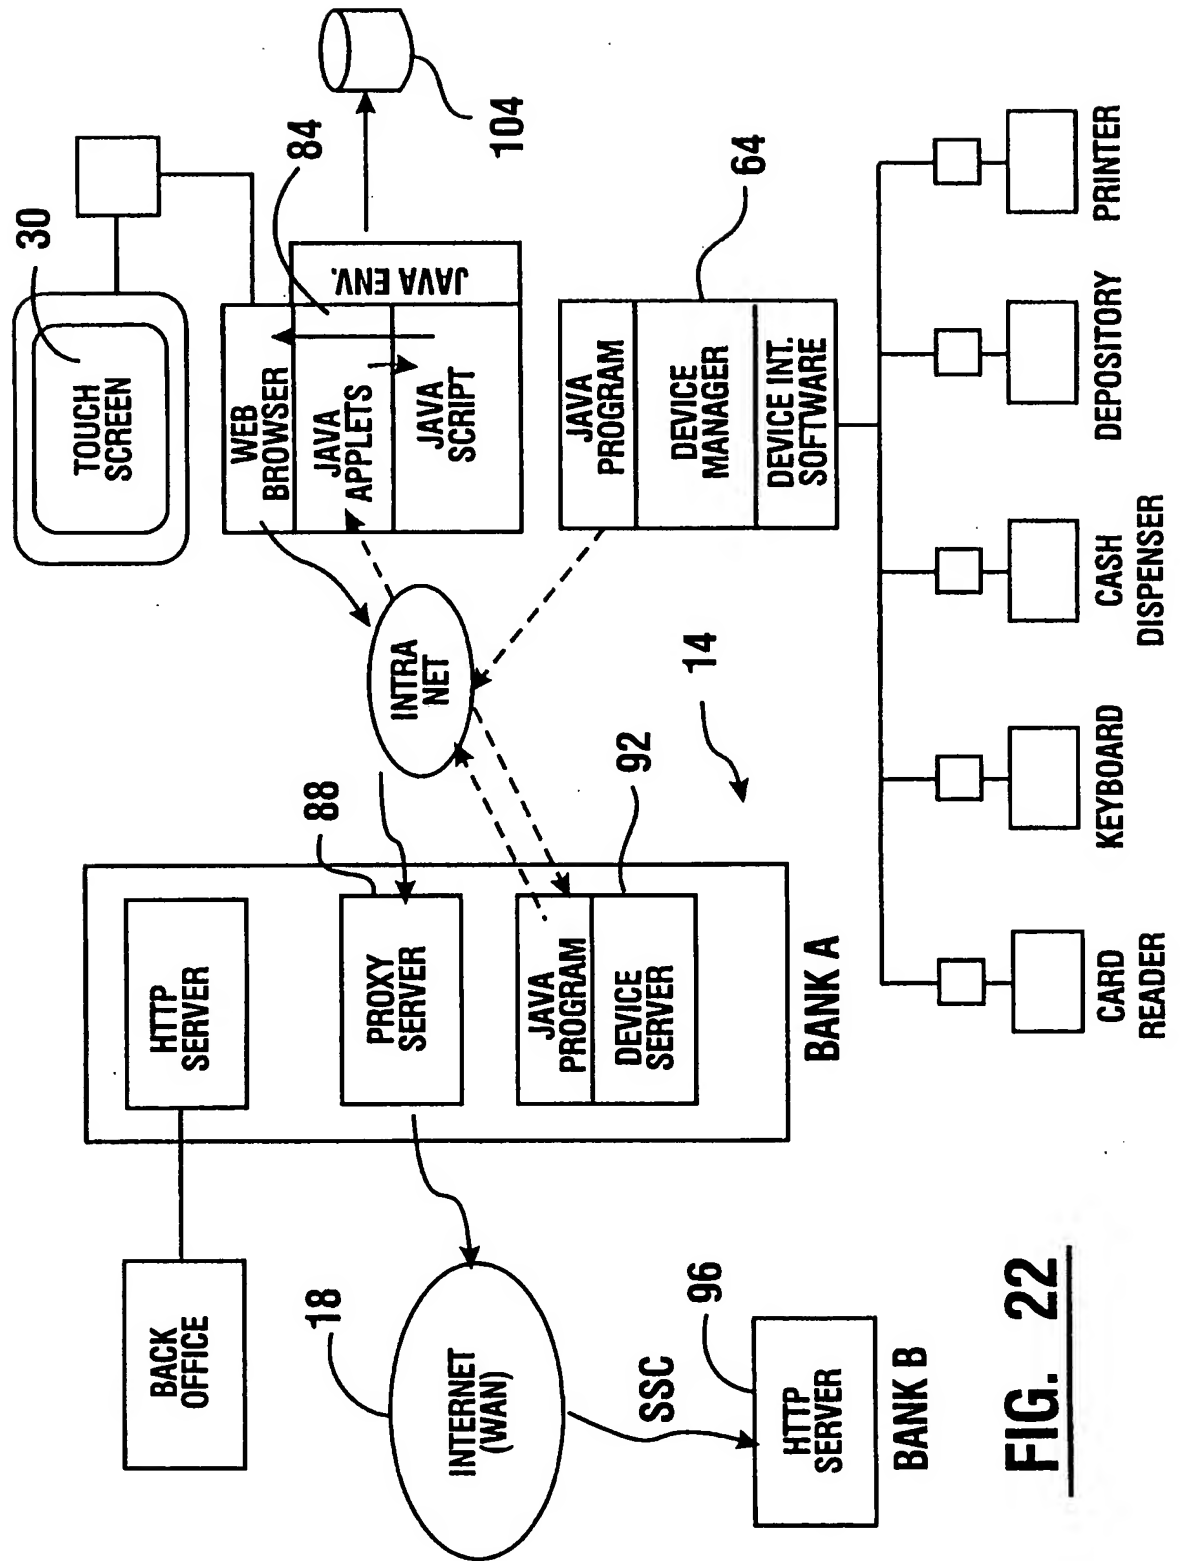 BACK
OFFICE
HTTP
SERVER
TOUCH
SCREEN
30
WEB
BROWSER
JAVA
APPLETS
JAVA
SCRIPT
JAVA ENV.
84
104
18
INTERNET
(WAN)
88
PROXY
SERVER
INTRA
NET
JAVA
PROGRAM
DEVICE
SERVER
92
BANK A
JAVA
PROGRAM
DEVICE
MANAGER
DEVICE INT.
SOFTWARE
64
14
SSC
96
HTTP
SERVER
BANK B
CARD
READER
KEYBOARD
CASH
DISPENSER
DEPOSITORY
PRINTER
FIG. 22